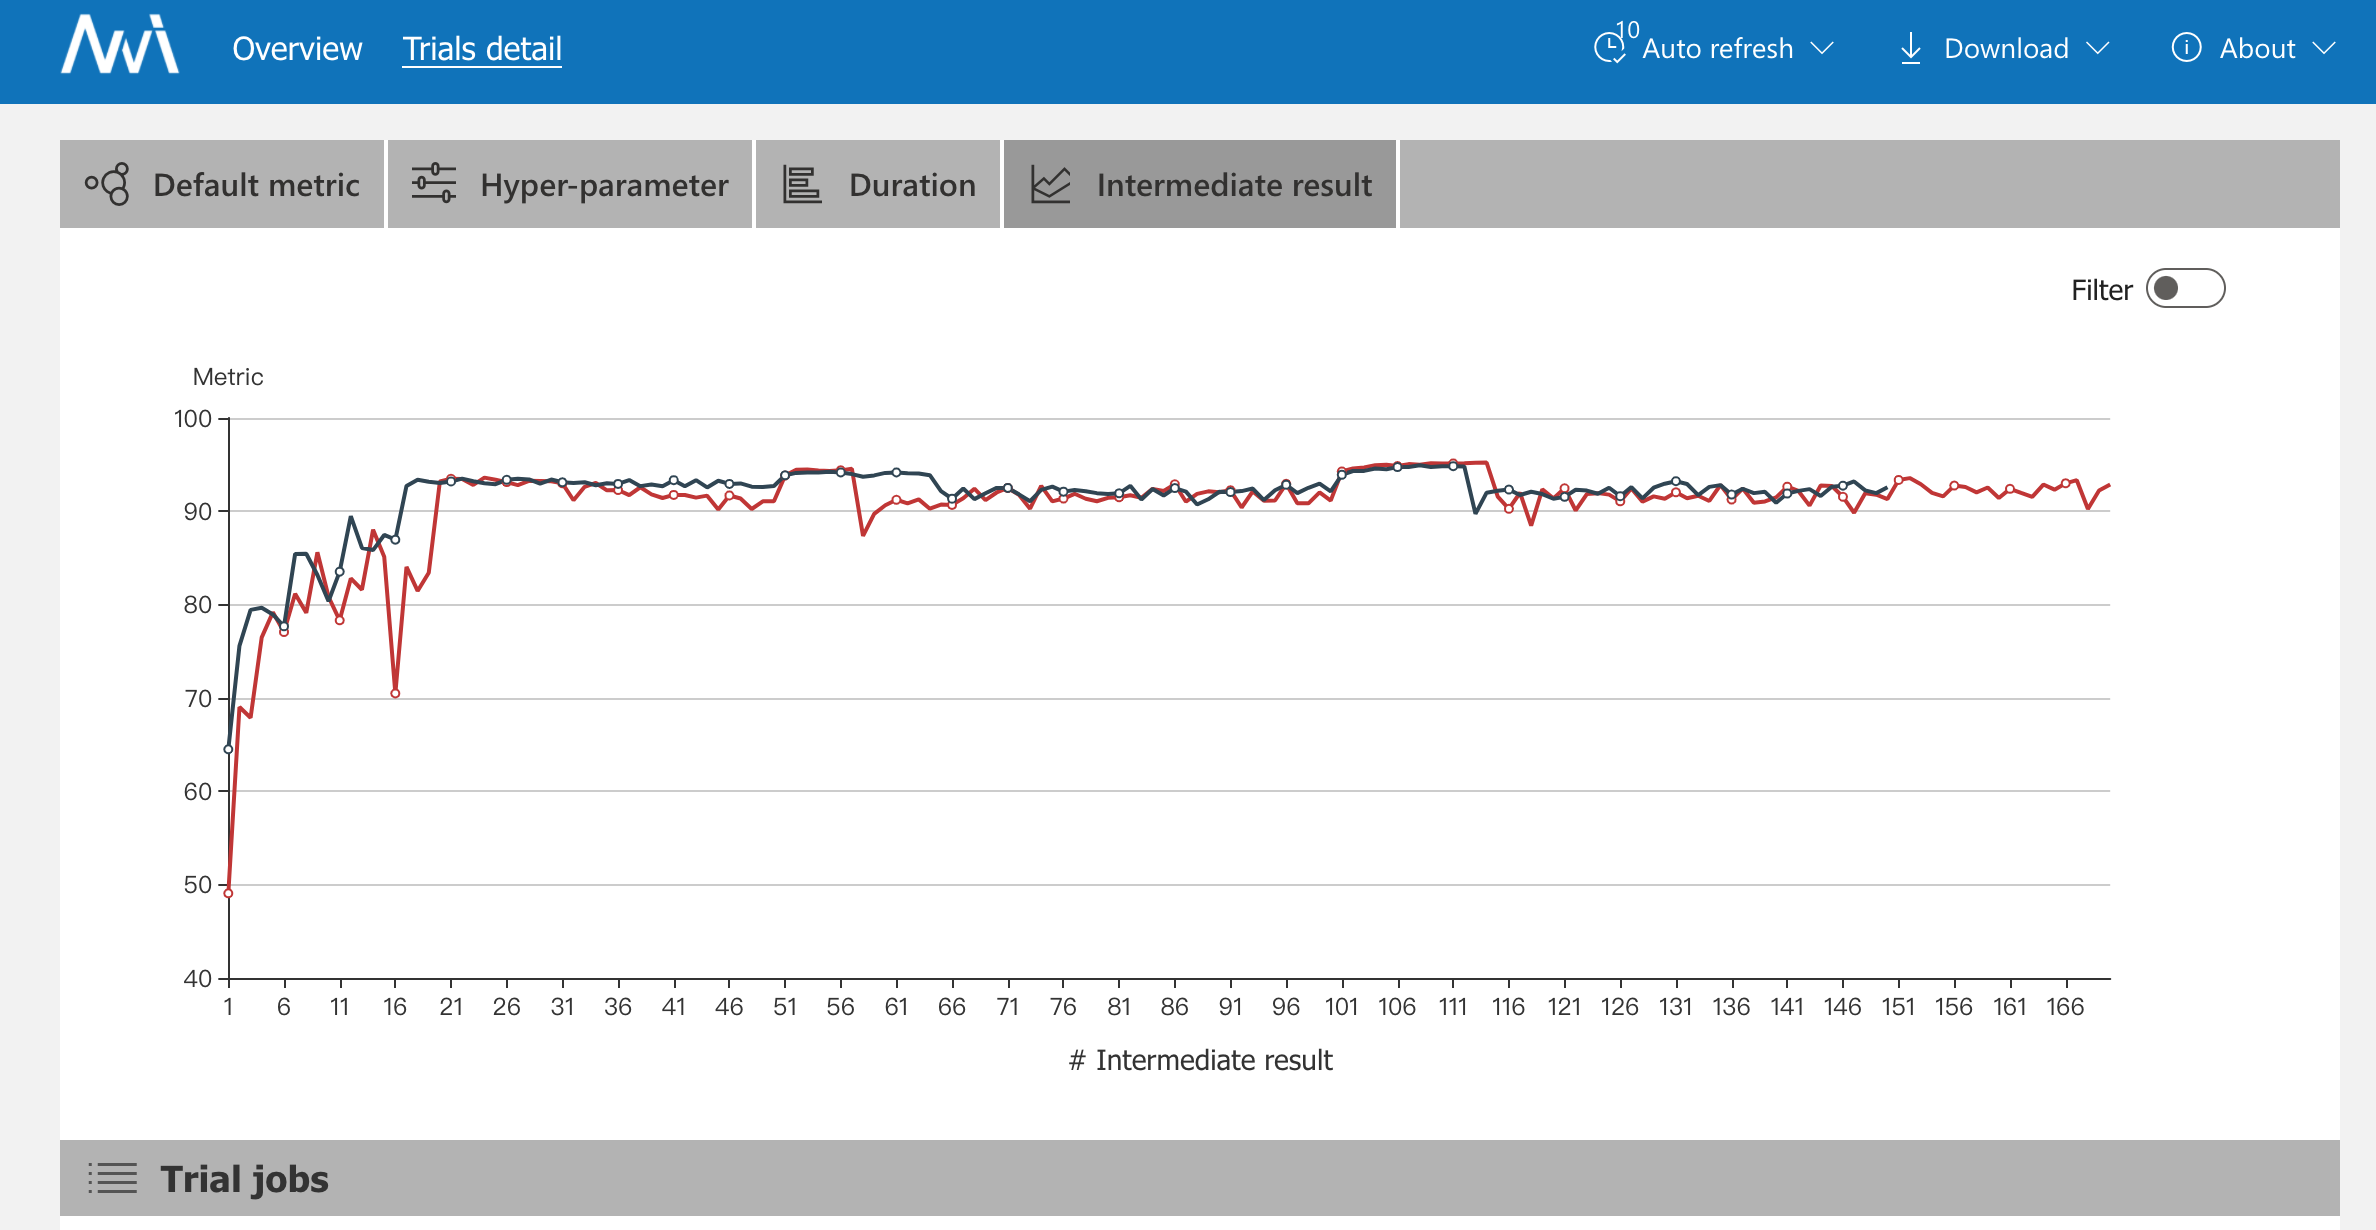 Overview Trials detail 10 Auto refresh Download About
Default metric Hyper-parameter Duration Intermediate result
Filter
Metric
100
90
80
70
60
50
40
1 6 11 16 21 26 31 36 41 46 51 56 61 66 71 76 81 86 91 96 101 106 111 116 121 126 131 136 141 146 151 156 161 166
# Intermediate result
Trial jobs